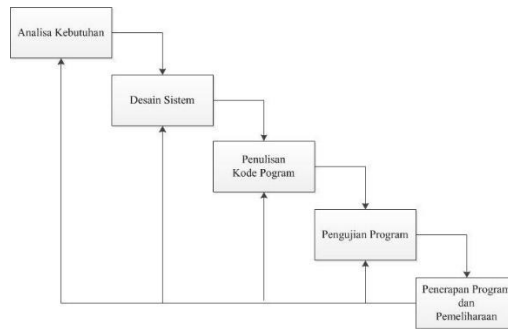 Analisa Kebutuhan
Desain Sistem
Penulisan
Kode Pogram
Pengujian Program
Penerapan Program
dan
Pemeliharaan